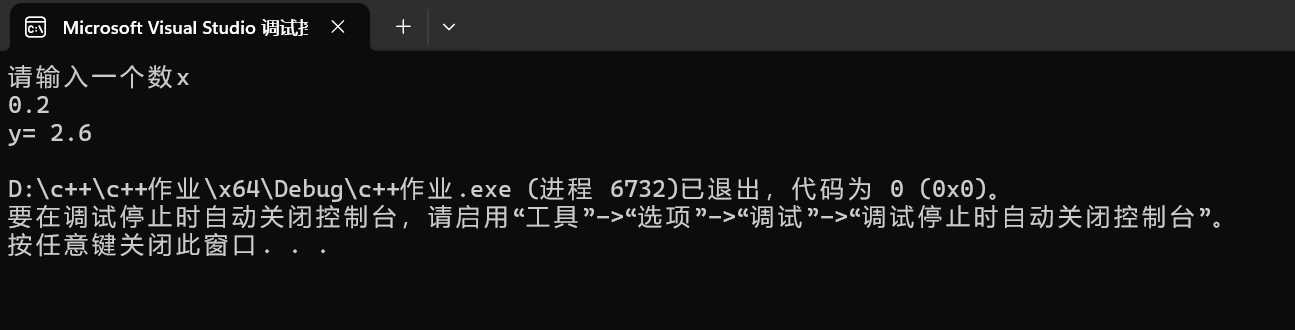 Microsoft Visual Studio 调试控
请输入一个数x
0.2
y= 2.6
D:\c++\c++作业\x64\Debug\c++作业.exe (进程 6732)已退出，代码为 0 (0x0)。
要在调试停止时自动关闭控制台，请启用“工具”->“选项”->“调试”->“调试停止时自动关闭控制台”。
按任意键关闭此窗口. . .